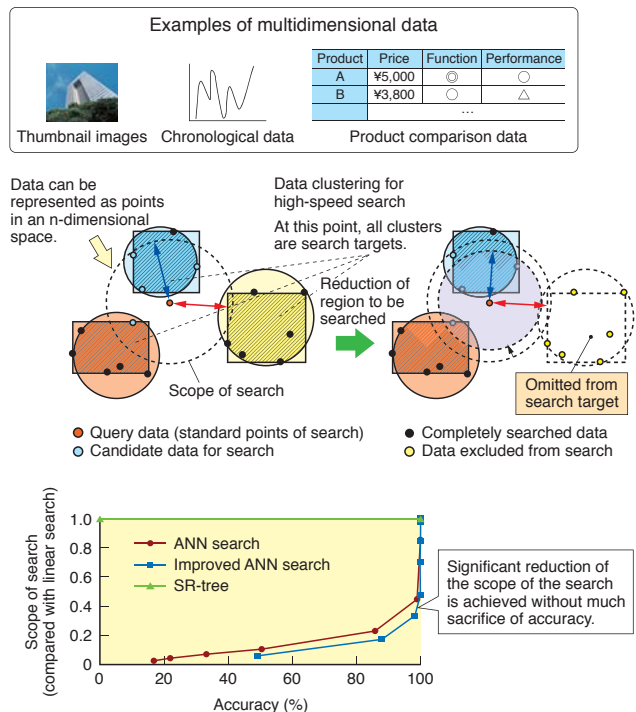 Examples of multidimensional data
Product Price Function Performance
A ¥5,000 ◎ ○
B ¥3,800 ○ △
...
Thumbnail images
Chronological data
Product comparison data
Data can be
represented as points
in an n-dimensional
space.
Data clustering for
high-speed search
At this point, all clusters
are search targets.
Reduction of
region to be
searched
Scope of search
Omitted from
search target
Query data (standard points of search)
Candidate data for search
Completely searched data
Data excluded from search
Scope of search
(compared with linear search)
1.0
0.8
0.6
0.4
0.2
0
ANN search
Improved ANN search
SR-tree
0 20 40 60 80 100
Accuracy (%)
Significant reduction of
the scope of the search
is achieved without much
sacrifice of accuracy.